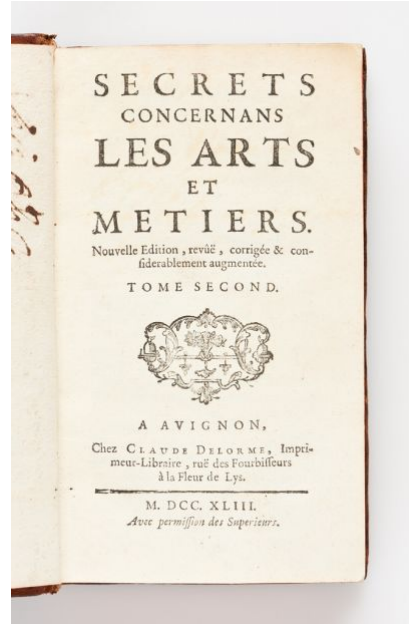 SECRETS
CONCERNANS
LES ARTS
ET
METIERS.
Nouvelle Edition, revûë, corrigée & con-
siderablement augmentée.
TOME SECOND.
A AVIGNON,
Chez CLAUDE DELORME, Impri-
meur-Libraire, ruë des Fourbisseurs
à la Fleur de Lys.
M. DCC. XLIII.
Avec permission des Superieurs.